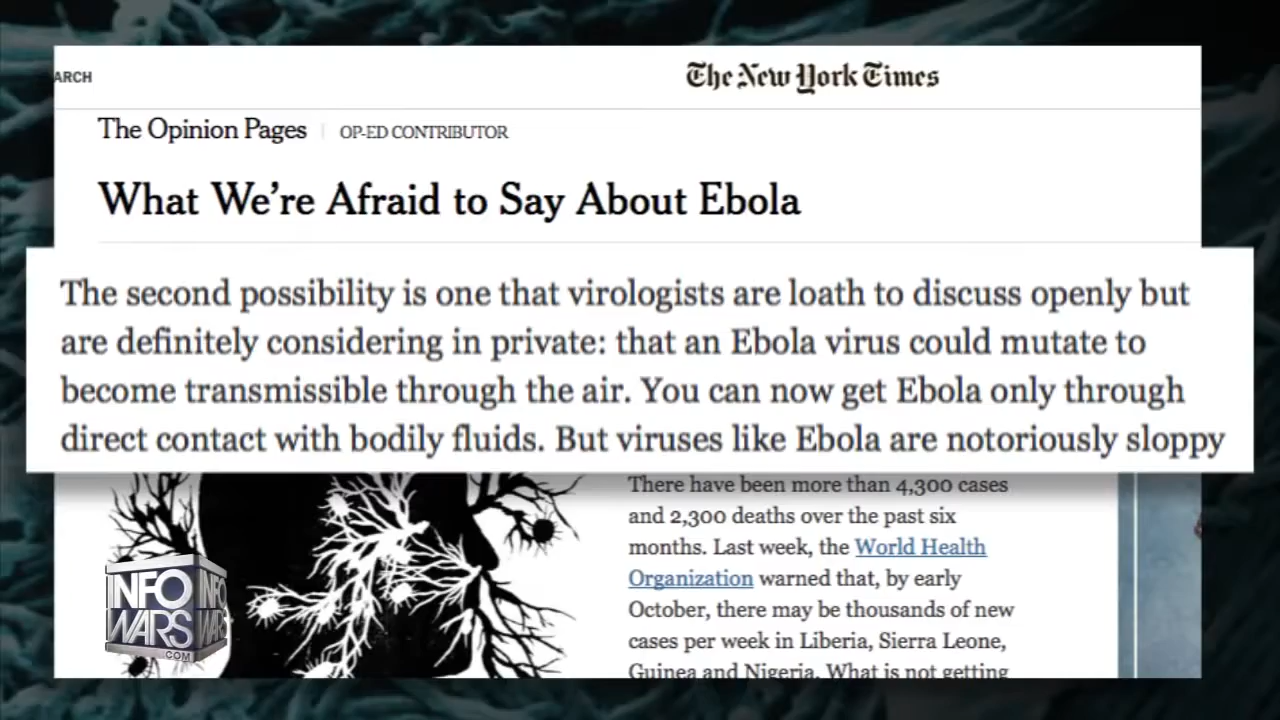 ARCH
The New York Times
The Opinion Pages | OP-ED CONTRIBUTOR
What We're Afraid to Say About Ebola
The second possibility is one that virologists are loath to discuss openly but
are definitely considering in private: that an Ebola virus could mutate to
become transmissible through the air. You can now get Ebola only through
direct contact with bodily fluids. But viruses like Ebola are notoriously sloppy
There have been more than 4,300 cases
and 2,300 deaths over the past six
months. Last week, the World Health
Organization warned that, by early
October, there may be thousands of new
cases per week in Liberia, Sierra Leone,
Guinea and Nigeria. What is not getting
INFO INFO
WARS WARS
.COM